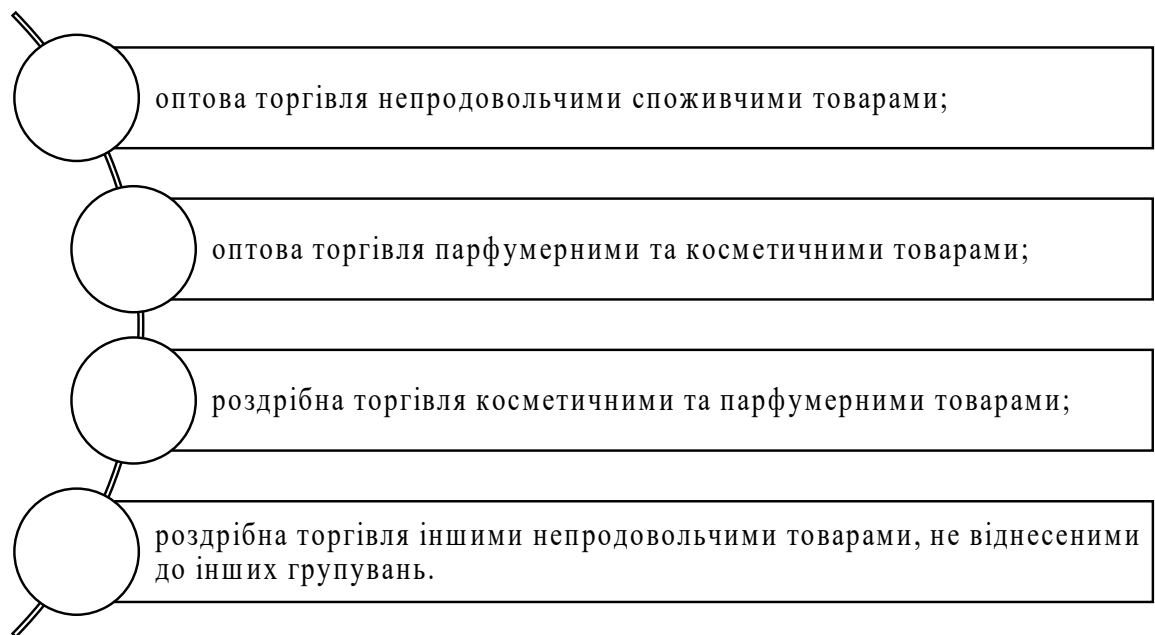 оптова торгівля непродовольчими споживчими товарами;
оптова торгівля парфумерними та косметичними товарами;
роздрібна торгівля косметичними та парфумерними товарами;
роздрібна торгівля іншими непродовольчими товарами, не віднесеними
до інших групувань.